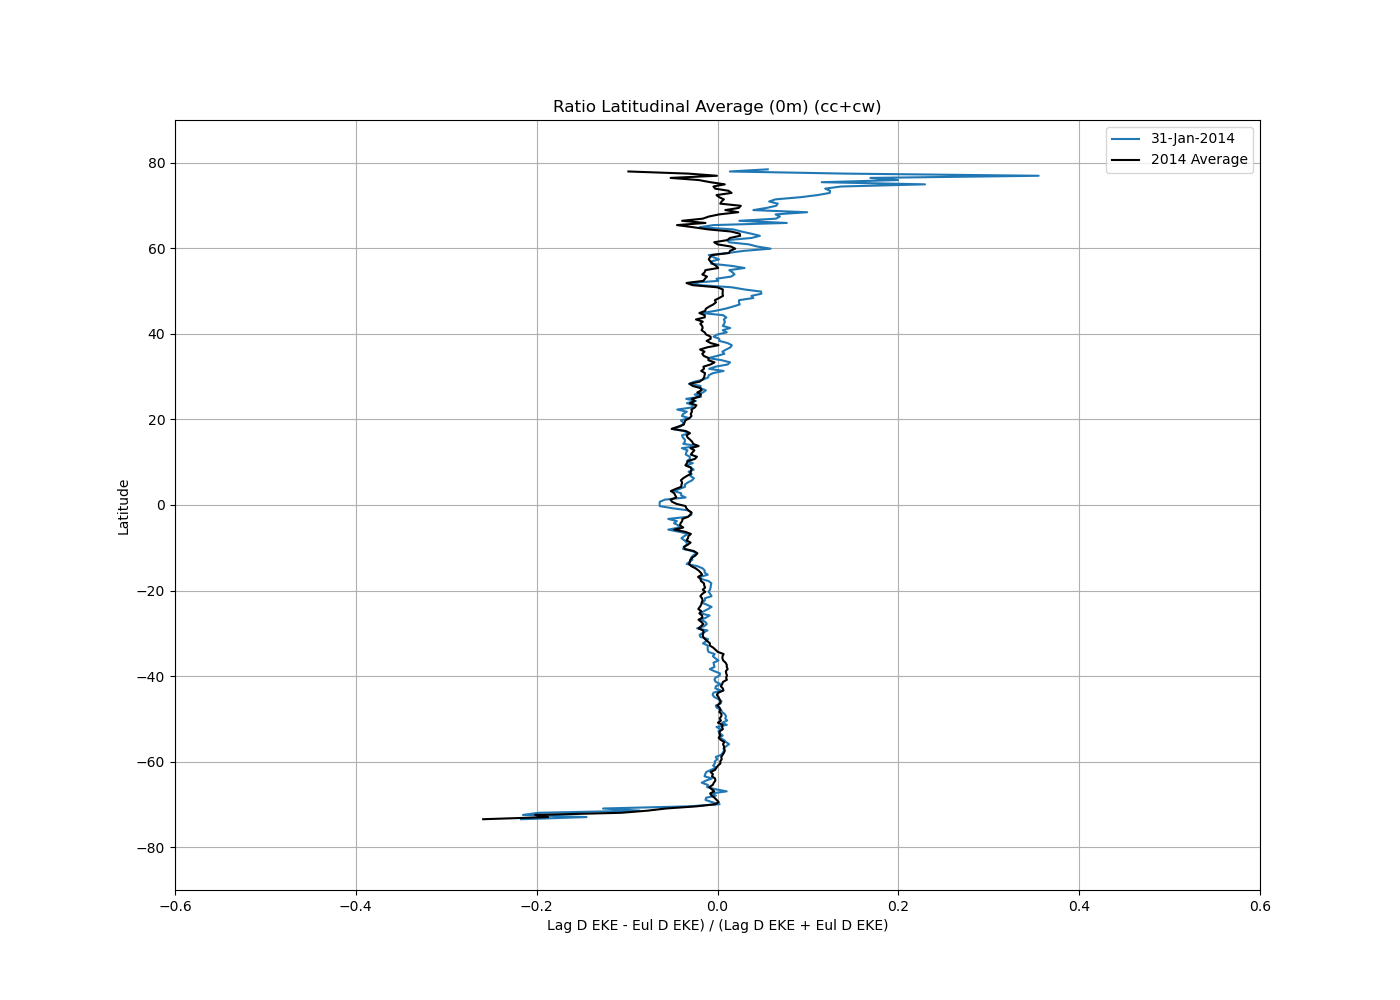 Ratio Latitudinal Average (0m) (cc+cw)
31-Jan-2014
2014 Average
80
60
40
20
0
−20
−40
−60
−80
Latitude
−0.6 −0.4 −0.2 0.0 0.2 0.4 0.6
Lag D EKE - Eul D EKE) / (Lag D EKE + Eul D EKE)